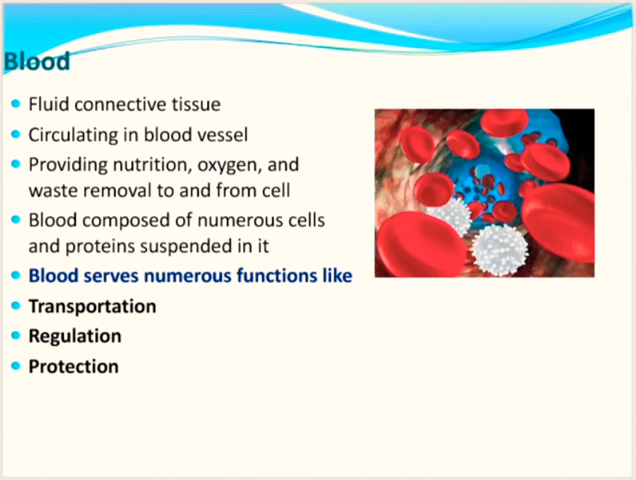 Blood
Fluid connective tissue
Circulating in blood vessel
Providing nutrition, oxygen, and
waste removal to and from cell
Blood composed of numerous cells
and proteins suspended in it
Blood serves numerous functions like
Transportation
Regulation
Protection